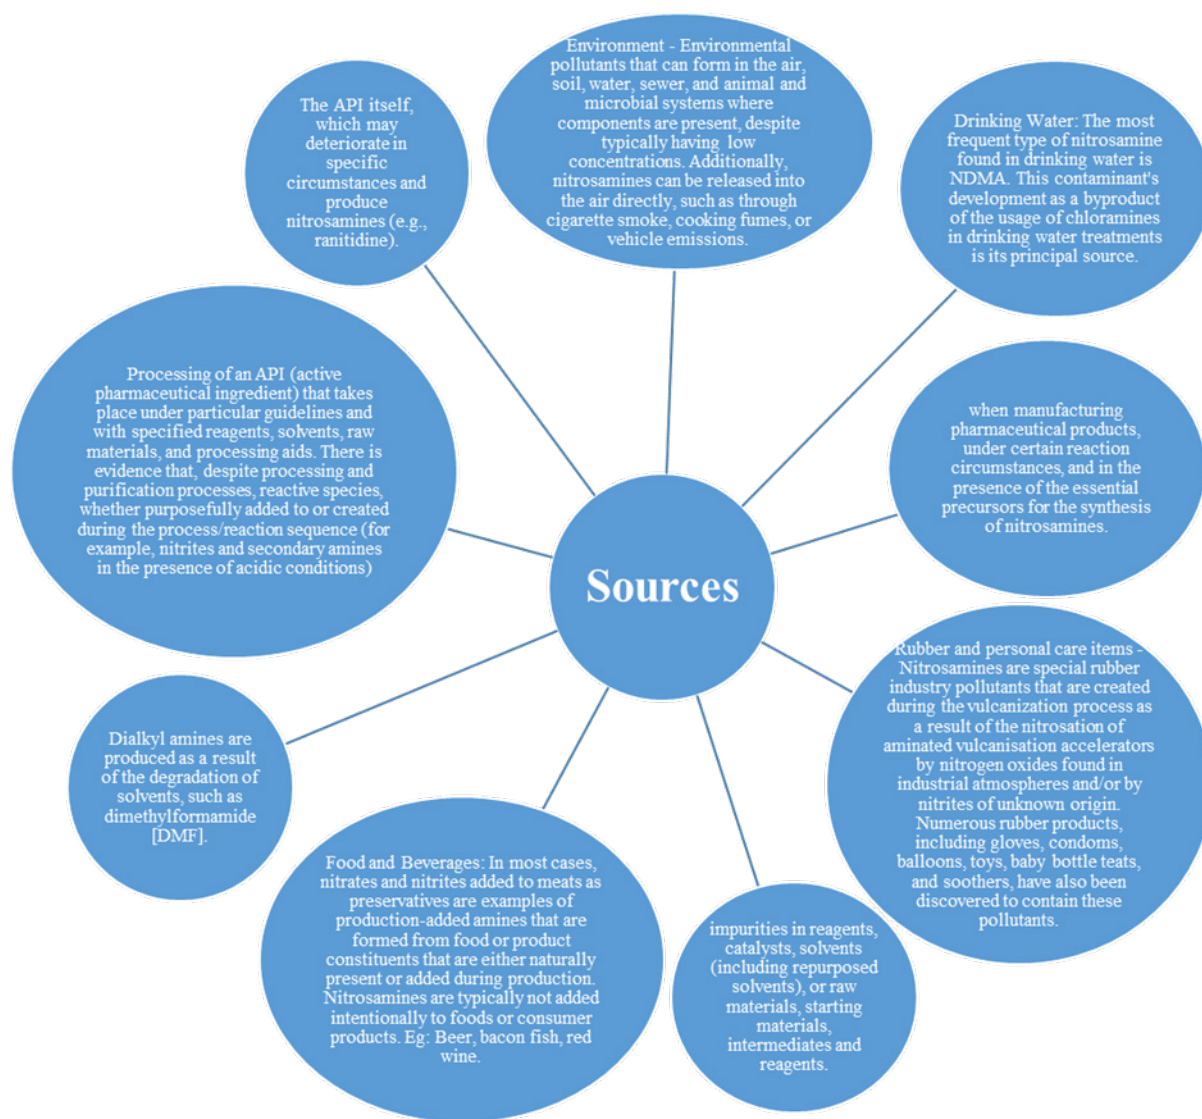 Environment - Environmental
pollutants that can form in the air,
soil, water, sewer, and animal and
microbial systems where
components are present, despite
typically having low
concentrations. Additionally,
nitrosamines can be released into
the air directly, such as through
cigarette smoke, cooking fumes, or
vehicle emissions.
The API itself,
which may
deteriorate in
specific
circumstances and
produce
nitrosamines (e.g.,
ranitidine).
Drinking Water: The most
frequent type of nitrosamine
found in drinking water is
NDMA. This contaminant's
development as a byproduct
of the usage of chloramines
in drinking water treatments
is its principal source.
Processing of an API (active
pharmaceutical ingredient) that takes
place under particular guidelines and
with specified reagents, solvents, raw
materials, and processing aids. There is
evidence that, despite processing and
purification processes, reactive species,
whether purposefully added to or created
during the process/reaction sequence (for
example, nitrites and secondary amines
in the presence of acidic conditions)
when manufacturing
pharmaceutical products,
under certain reaction
circumstances, and in the
presence of the essential
precursors for the synthesis
of nitrosamines.
Sources
Rubber and personal care items -
Nitrosamines are special rubber
industry pollutants that are created
during the vulcanization process as
a result of the nitrosation of
aminated vulcanisation accelerators
by nitrogen oxides found in
industrial atmospheres and/or by
nitrites of unknown origin.
Numerous rubber products,
including gloves, condoms,
balloons, toys, baby bottle teats,
and soothers, have also been
discovered to contain these
pollutants.
Dialkyl amines are
produced as a result
of the degradation of
solvents, such as
dimethylformamide
[DMF].
Food and Beverages: In most cases,
nitrates and nitrites added to meats as
preservatives are examples of
production-added amines that are
formed from food or product
constituents that are either naturally
present or added during production.
Nitrosamines are typically not added
intentionally to foods or consumer
products. Eg: Beer, bacon fish, red
wine.
impurities in reagents,
catalysts, solvents
(including repurposed
solvents), or raw
materials, starting
materials,
intermediates and
reagents.